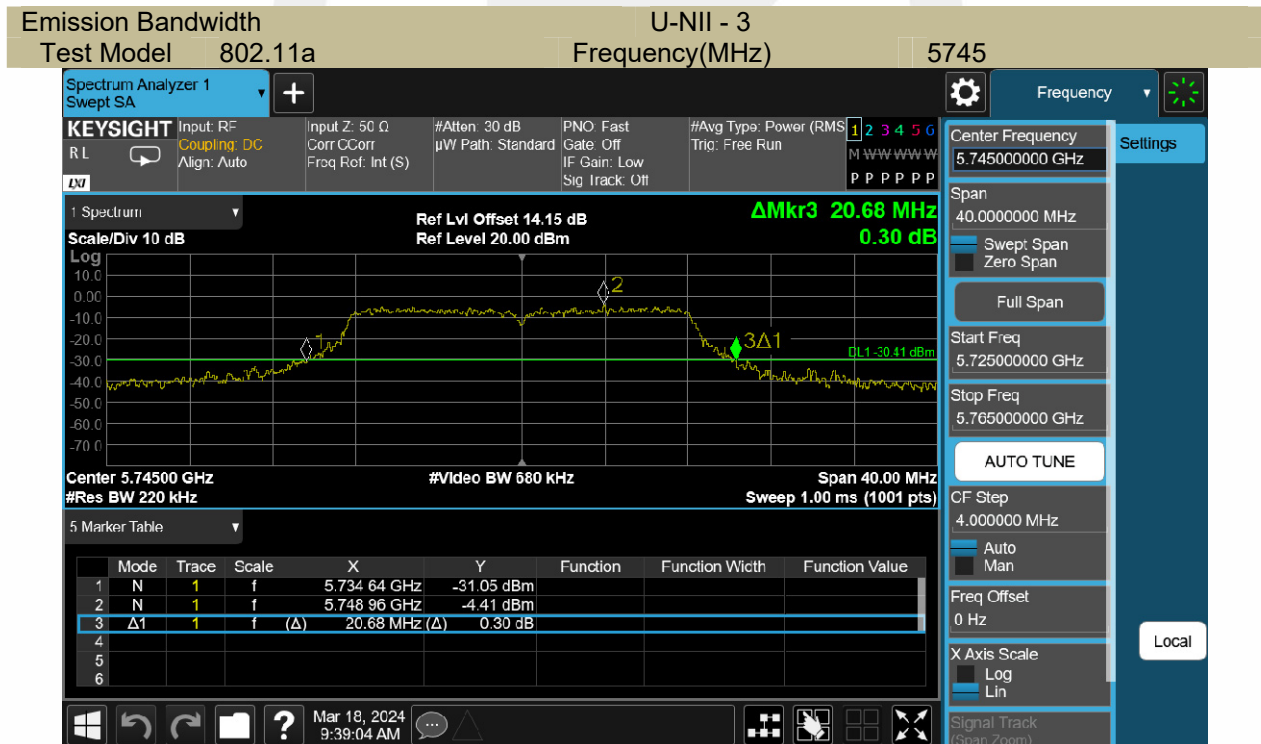 Emission Bandwidth U-NII - 3
Test Model 802.11a Frequency(MHz) 5745
Spectrum Analyzer 1
Swept SA
+
Frequency
KEYSIGHT
RL
LXI
Input: RF
Coupling: DC
Align: Auto
Input Z: 50 Ω
Corr CCorr
Freq Ref: Int (S)
#Atten: 30 dB
µW Path: Standard
PNO: Fast
Gate: Off
IF Gain: Low
Sig Track: Off
#Avg Type: Power (RMS
Trig: Free Run
1 2 3 4 5 6
M W W W W W
P P P P P P
Center Frequency
5.745000000 GHz
Settings
1 Spectrum
Ref Lvl Offset 14.15 dB
ΔMkr3 20.68 MHz
Scale/Div 10 dB
Ref Level 20.00 dBm
0.30 dB
Log
10.0
0.00
-10.0
-20.0
-30.0
-40.0
-50.0
-60.0
-70.0
1
2
3Δ1
DL1 -30.41 dBm
Center 5.74500 GHz
#Video BW 680 kHz
Span 40.00 MHz
#Res BW 220 kHz
Sweep 1.00 ms (1001 pts)
Span
40.0000000 MHz
Swept Span
Zero Span
Full Span
Start Freq
5.725000000 GHz
Stop Freq
5.765000000 GHz
AUTO TUNE
CF Step
4.000000 MHz
Auto
Man
Freq Offset
0 Hz
X Axis Scale
Log
Lin
Signal Track
(Span Zoom)
Local
5 Marker Table
Mode Trace Scale X Y Function Function Width Function Value
1 N 1 f 5.734 64 GHz -31.05 dBm
2 N 1 f 5.748 96 GHz -4.41 dBm
3 Δ1 1 f (Δ) 20.68 MHz (Δ) 0.30 dB
4
5
6
?
Mar 18, 2024
9:39:04 AM